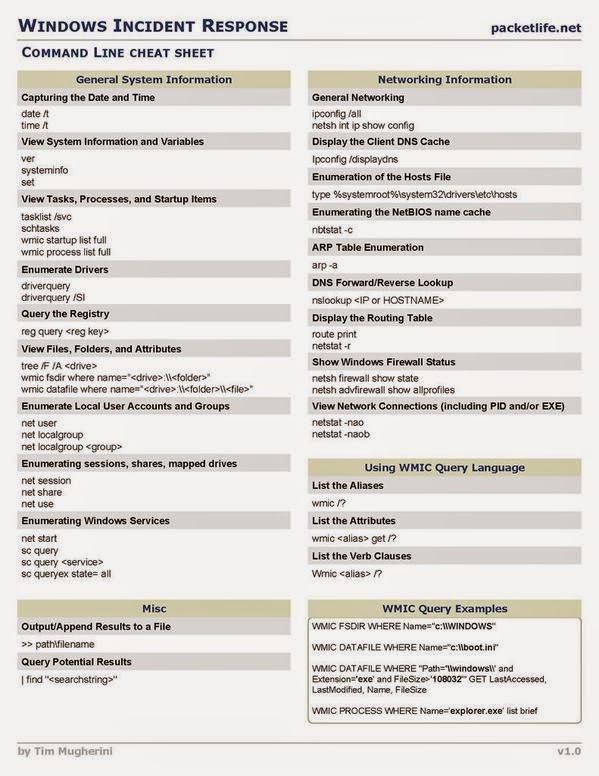 WINDOWS INCIDENT RESPONSE
packetlife.net
COMMAND LINE CHEAT SHEET
General System Information
Capturing the Date and Time
date /t
time /t
View System Information and Variables
ver
systeminfo
set
View Tasks, Processes, and Startup Items
tasklist /svc
schtasks
wmic startup list full
wmic process list full
Enumerate Drivers
driverquery
driverquery /SI
Query the Registry
reg query <reg key>
View Files, Folders, and Attributes
tree /F /A <drive>
wmic fsdir where name="<drive>:\\<folder>"
wmic datafile where name="<drive>:\\<folder>\\<file>"
Enumerate Local User Accounts and Groups
net user
net localgroup
net localgroup <group>
Enumerating sessions, shares, mapped drives
net session
net share
net use
Enumerating Windows Services
net start
sc query
sc query <service>
sc queryex state= all
Misc
Output/Append Results to a File
>> path\filename
Query Potential Results
| find "<searchstring>"
Networking Information
General Networking
ipconfig /all
netsh int ip show config
Display the Client DNS Cache
Ipconfig /displaydns
Enumeration of the Hosts File
type %systemroot%\system32\drivers\etc\hosts
Enumerating the NetBIOS name cache
nbtstat -c
ARP Table Enumeration
arp -a
DNS Forward/Reverse Lookup
nslookup <IP or HOSTNAME>
Display the Routing Table
route print
netstat -r
Show Windows Firewall Status
netsh firewall show state
netsh advfirewall show allprofiles
View Network Connections (including PID and/or EXE)
netstat -nao
netstat -naob
Using WMIC Query Language
List the Aliases
wmic /?
List the Attributes
wmic <alias> get /?
List the Verb Clauses
Wmic <alias> /?
WMIC Query Examples
WMIC FSDIR WHERE Name="c:\\WINDOWS"
WMIC DATAFILE WHERE Name="c:\\boot.ini"
WMIC DATAFILE WHERE "Path='\\windows\\' and
Extension='exe' and FileSize>'108032'" GET LastAccessed,
LastModified, Name, FileSize
WMIC PROCESS WHERE Name='explorer.exe' list brief
by Tim Mugherini
v1.0